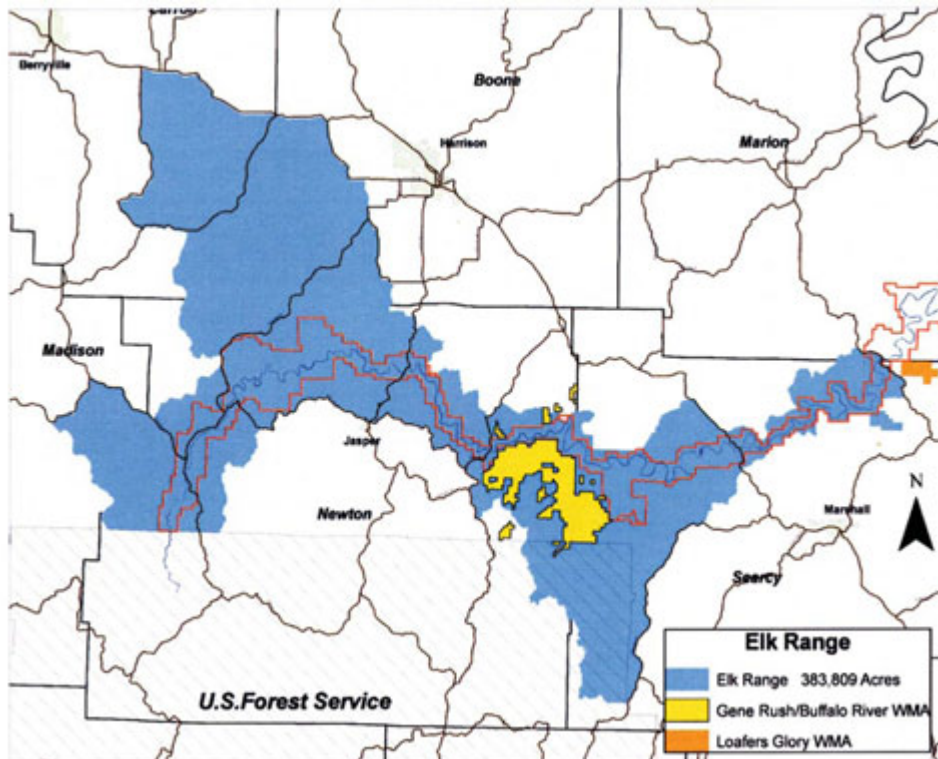 Carroll
Berryville
Boone
Harrison
Marion
Madison
Jasper
Newton
N
Marshall
Searcy
U.S.Forest Service
Elk Range
Elk Range 383,809 Acres
Gene Rush/Buffalo River WMA
Loafers Glory WMA